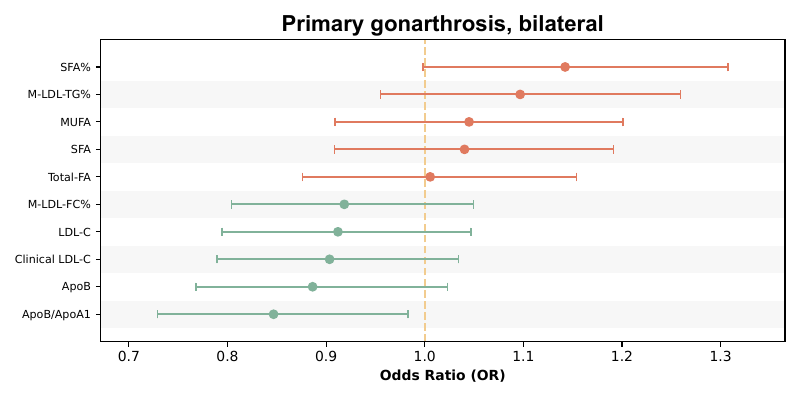 Primary gonarthrosis, bilateral
SFA%
M-LDL-TG%
MUFA
SFA
Total-FA
M-LDL-FC%
LDL-C
Clinical LDL-C
ApoB
ApoB/ApoA1
0.7 0.8 0.9 1.0 1.1 1.2 1.3
Odds Ratio (OR)